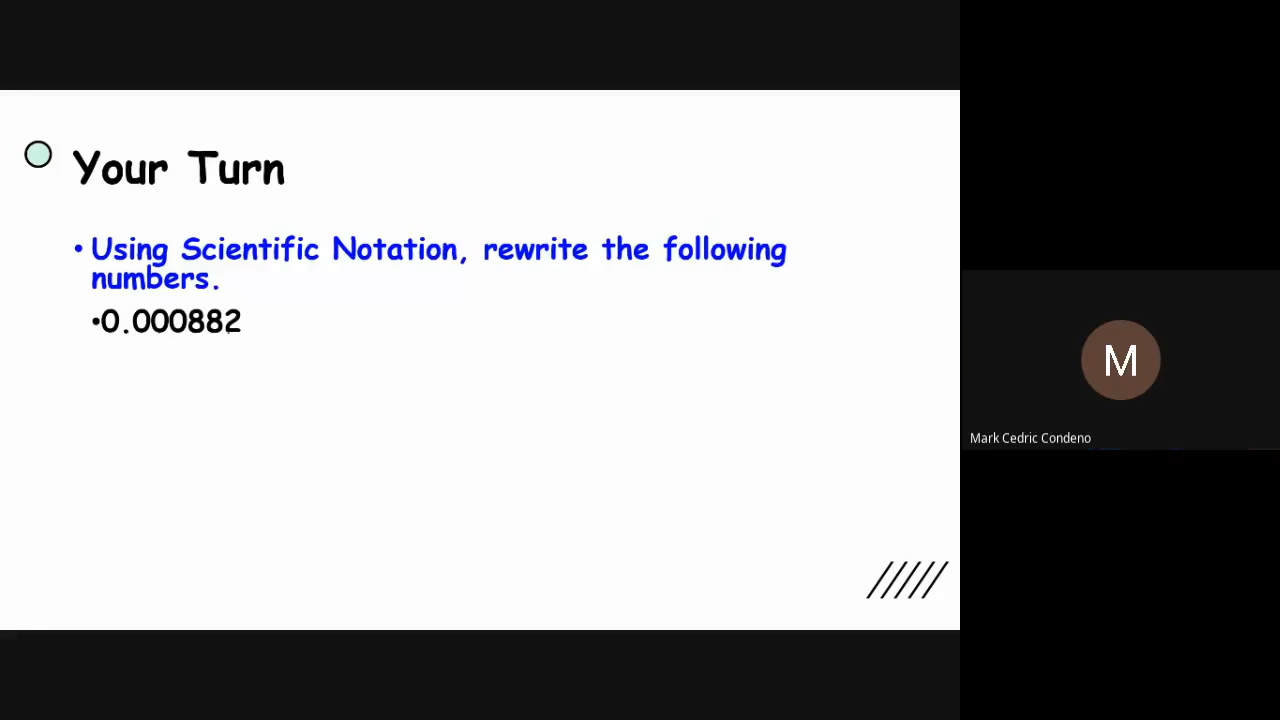 Your Turn
• Using Scientific Notation, rewrite the following
numbers.
•0.000882
M
Mark Cedric Condeno